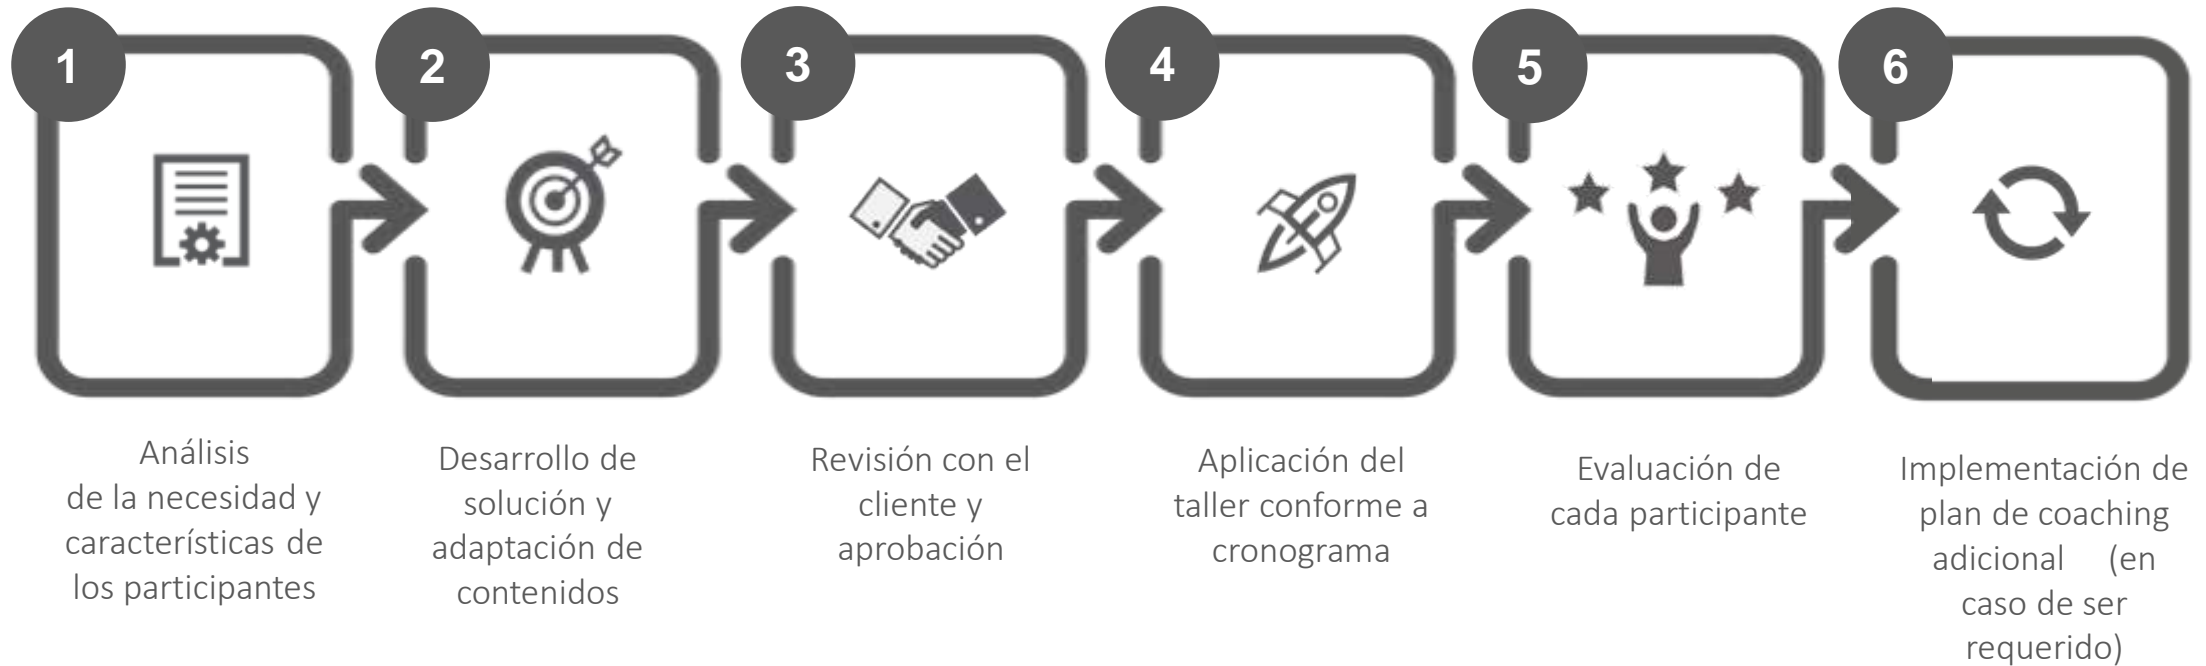 1
Análisis
de la necesidad y
características de
los participantes
2
Desarrollo de
solución y
adaptación de
contenidos
3
Revisión con el
cliente y
aprobación
4
Aplicación del
taller conforme a
cronograma
5
Evaluación de
cada participante
6
Implementación de
plan de coaching
adicional (en
caso de ser
requerido)